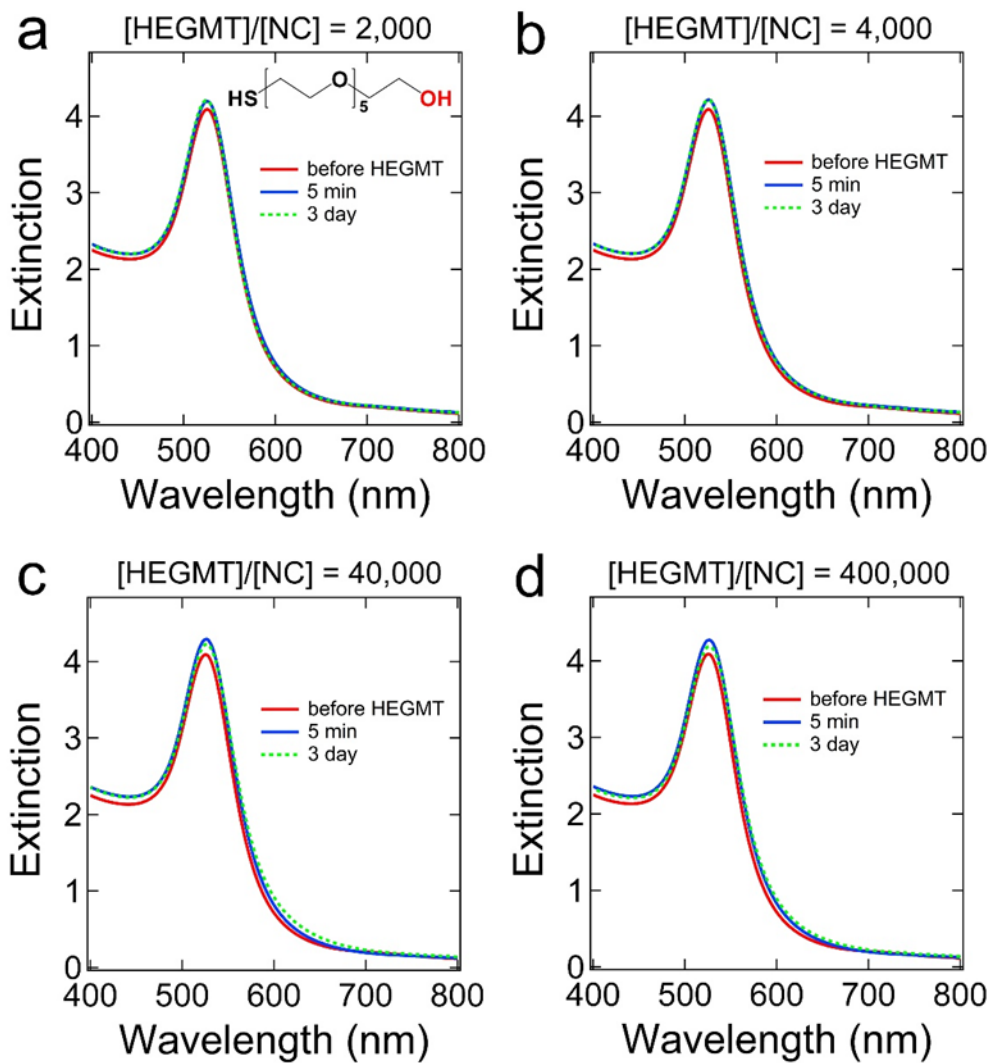 a
[HEGMT]/[NC] = 2,000
HS
O
5
OH
before HEGMT
5 min
3 day
Extinction
4
3
2
1
0
400 500 600 700 800
Wavelength (nm)
b
[HEGMT]/[NC] = 4,000
before HEGMT
5 min
3 day
Extinction
4
3
2
1
0
400 500 600 700 800
Wavelength (nm)
c
[HEGMT]/[NC] = 40,000
before HEGMT
5 min
3 day
Extinction
4
3
2
1
0
400 500 600 700 800
Wavelength (nm)
d
[HEGMT]/[NC] = 400,000
before HEGMT
5 min
3 day
Extinction
4
3
2
1
0
400 500 600 700 800
Wavelength (nm)